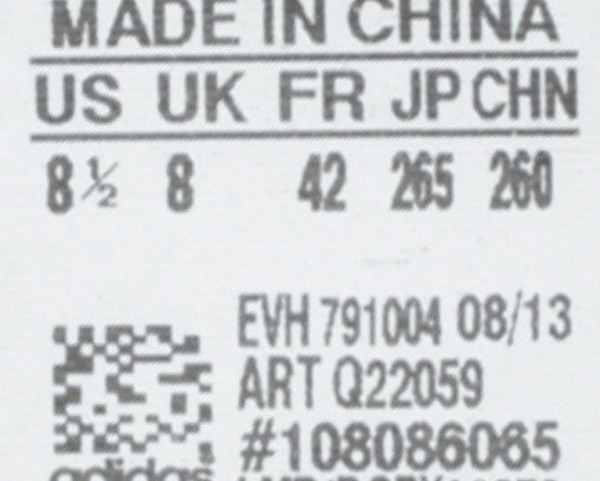 MADE IN CHINA
US UK FR JP CHN
8½ 8 42 265 260
EVH 791004 08/13
ART Q22059
#108086065
adidas